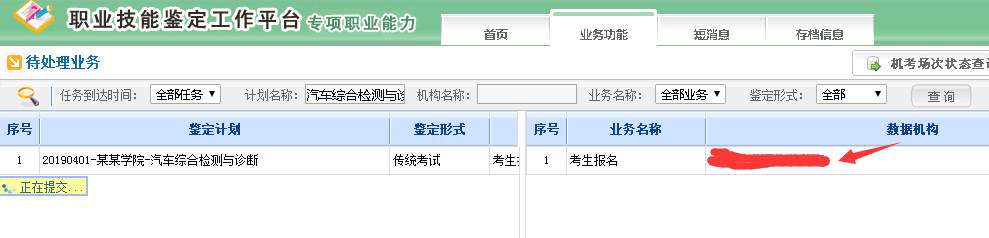 职业技能鉴定工作平台 专项职业能力
首页 业务功能 短消息 存档信息
待处理业务 机考场次状态查
任务到达时间： 全部任务 计划名称： 汽车综合检测与诊 机构名称： 业务名称： 全部业务 鉴定形式： 全部 查 询
序号 鉴定计划 鉴定形式 序号 业务名称 数据机构
1 20190401-某某学院-汽车综合检测与诊断 传统考试 考生 1 考生报名
正在提交...